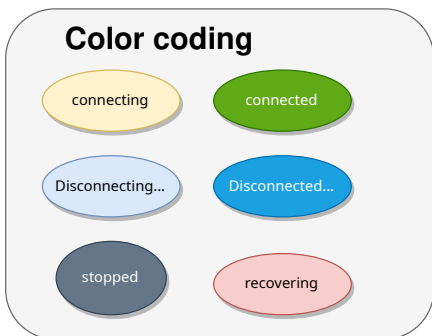 Color coding
connecting
connected
Disconnecting...
Disconnected...
stopped
recovering